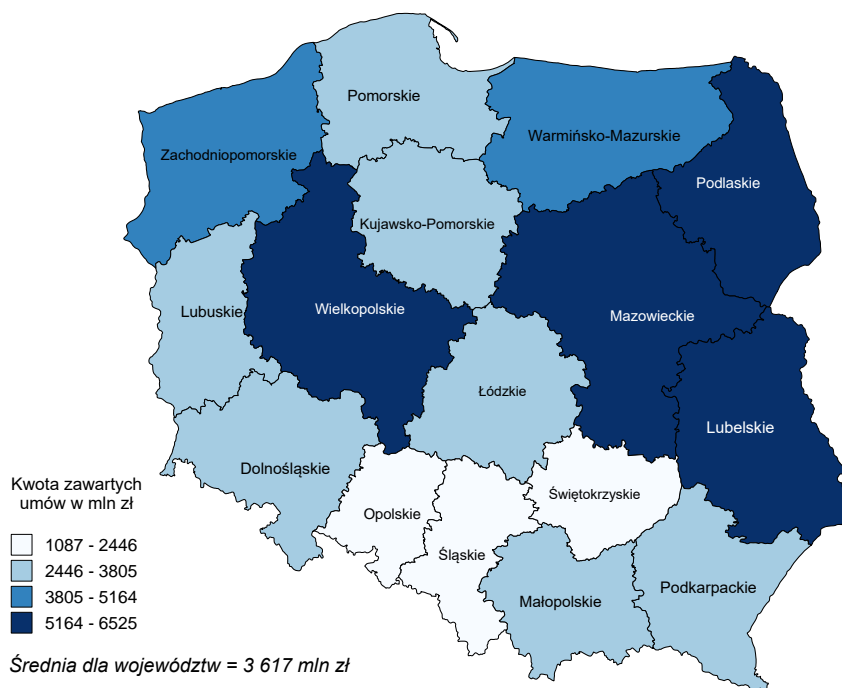 Pomorskie
Warmińsko-Mazurskie
Zachodniopomorskie
Podlaskie
Kujawsko-Pomorskie
Lubuskie
Wielkopolskie
Mazowieckie
Łódzkie
Lubelskie
Dolnośląskie
Świętokrzyskie
Opolskie
Śląskie
Podkarpackie
Małopolskie
Kwota zawartych
umów w mln zł
1087 - 2446
2446 - 3805
3805 - 5164
5164 - 6525
Średnia dla województw = 3 617 mln zł